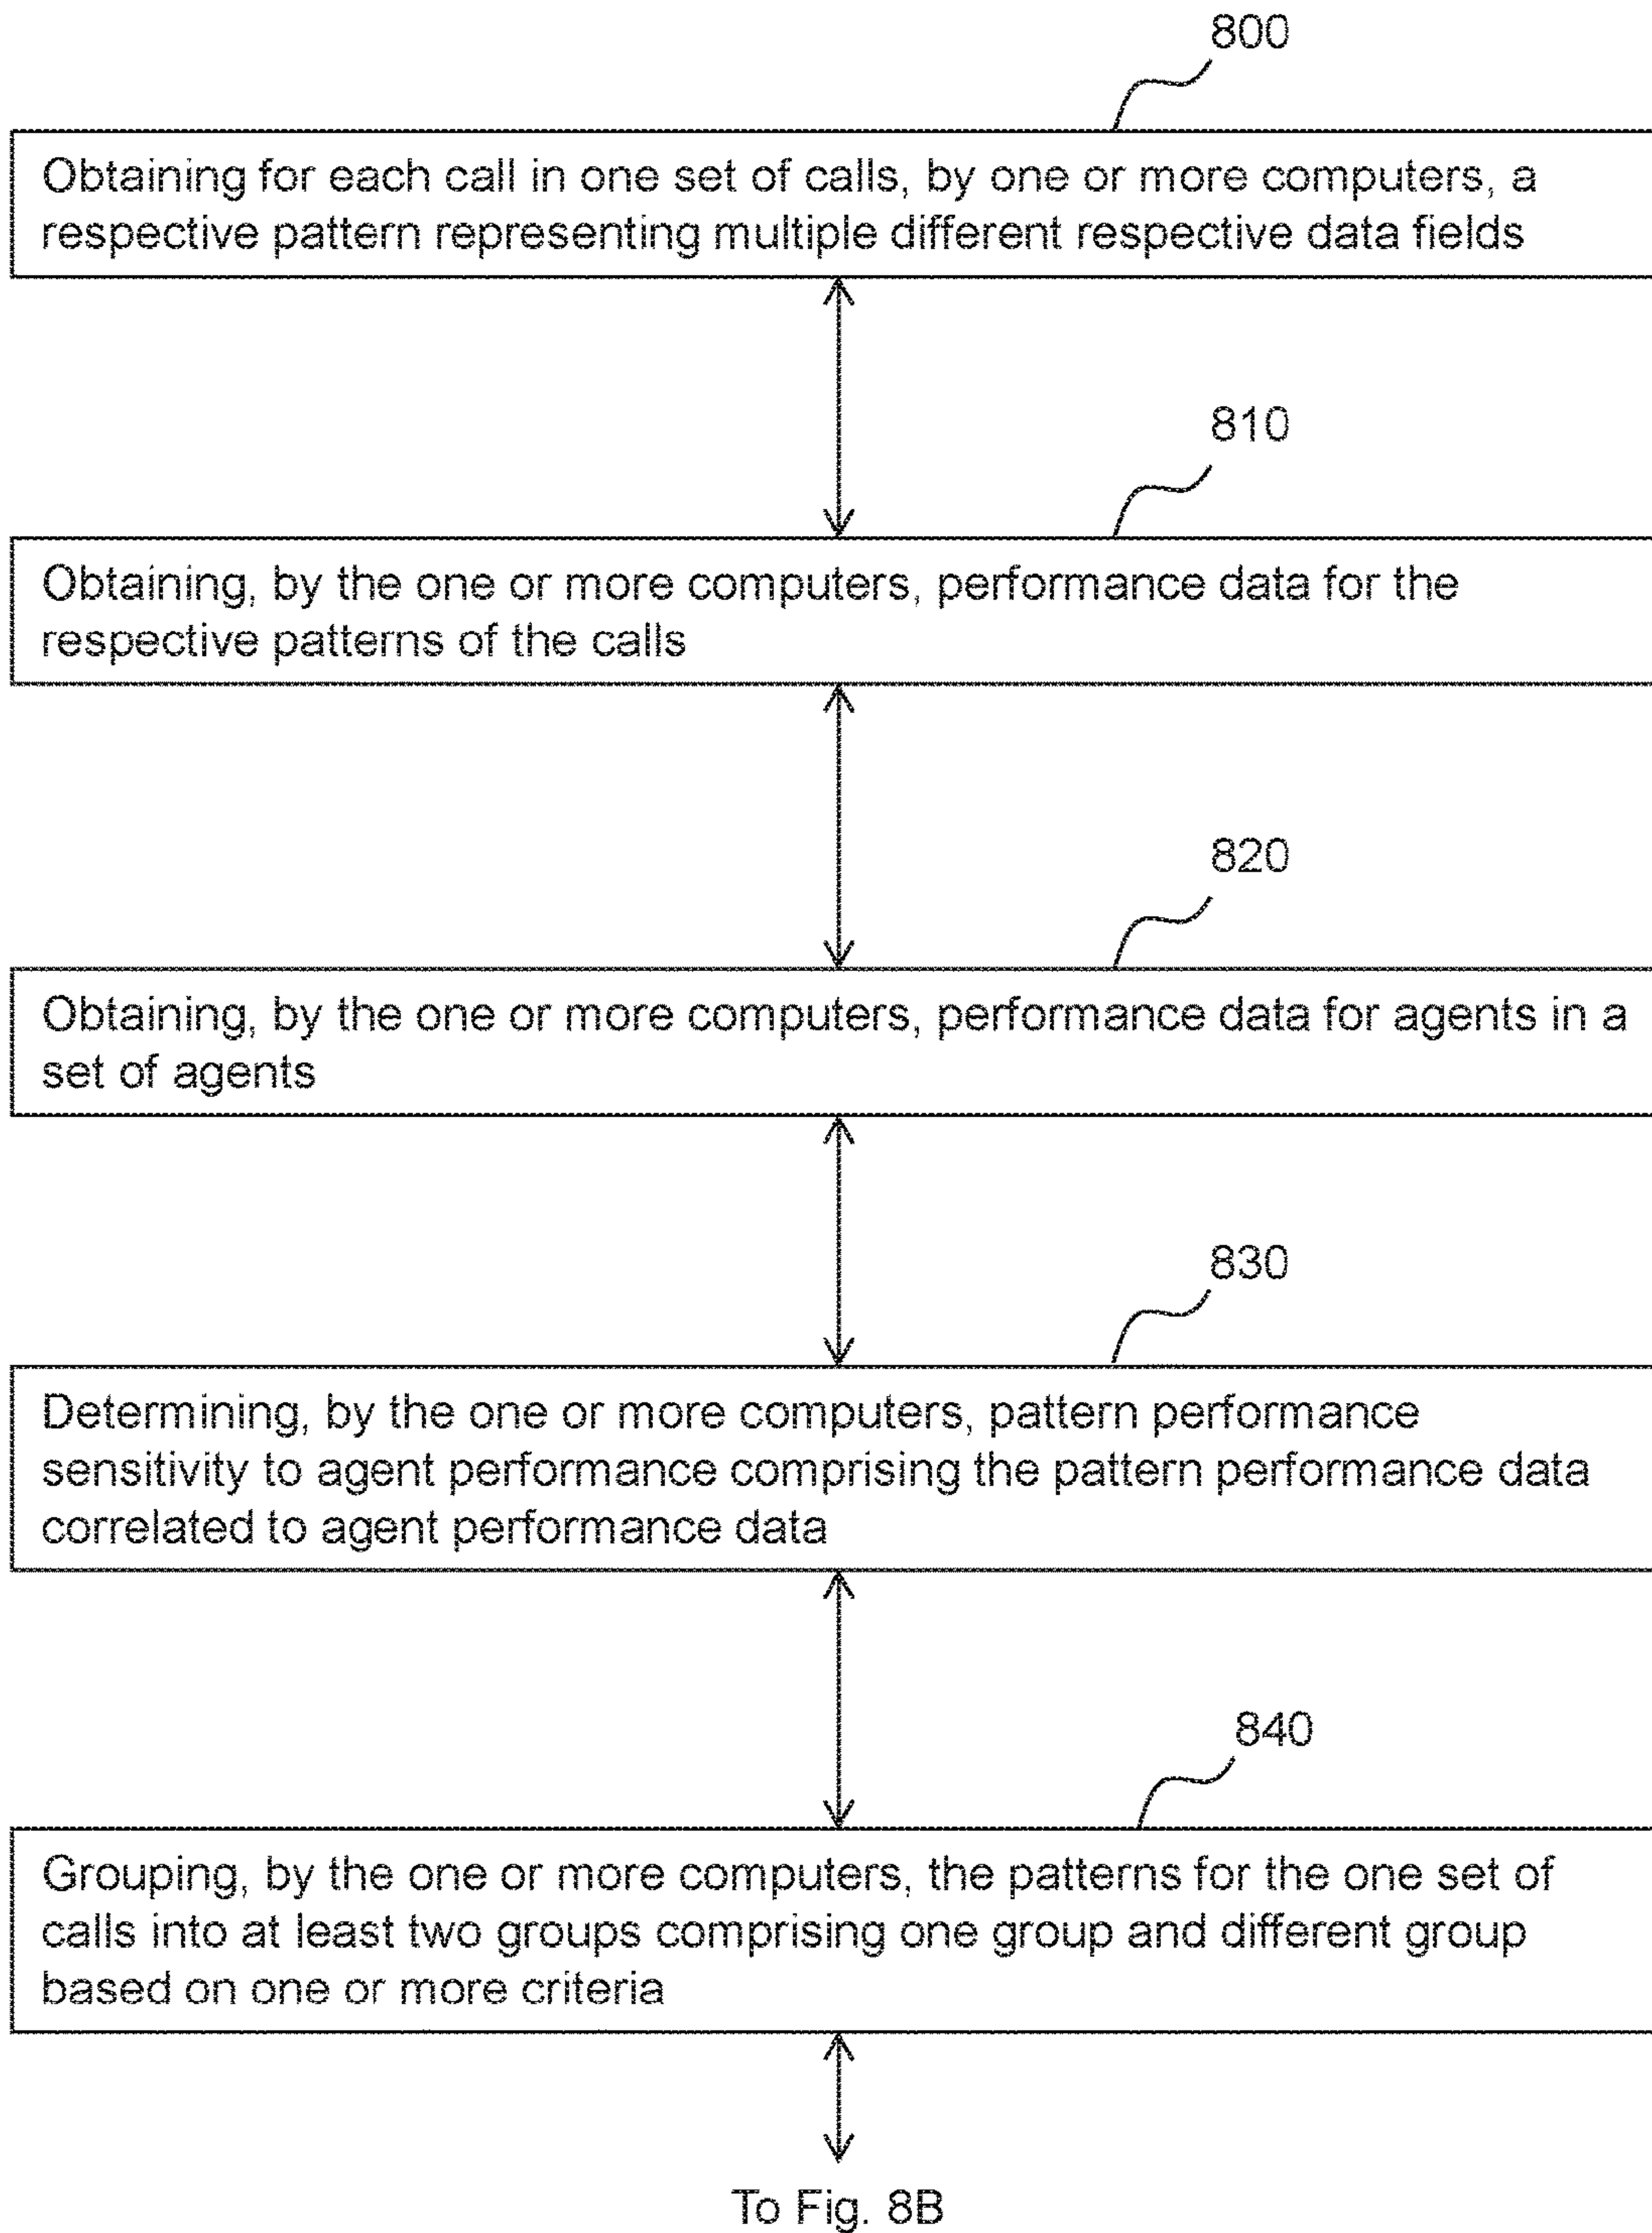 800
Obtaining for each call in one set of calls, by one or more computers, a
respective pattern representing multiple different respective data fields
810
Obtaining, by the one or more computers, performance data for the
respective patterns of the calls
820
Obtaining, by the one or more computers, performance data for agents in a
set of agents
830
Determining, by the one or more computers, pattern performance
sensitivity to agent performance comprising the pattern performance data
correlated to agent performance data
840
Grouping, by the one or more computers, the patterns for the one set of
calls into at least two groups comprising one group and different group
based on one or more criteria
To Fig. 8B